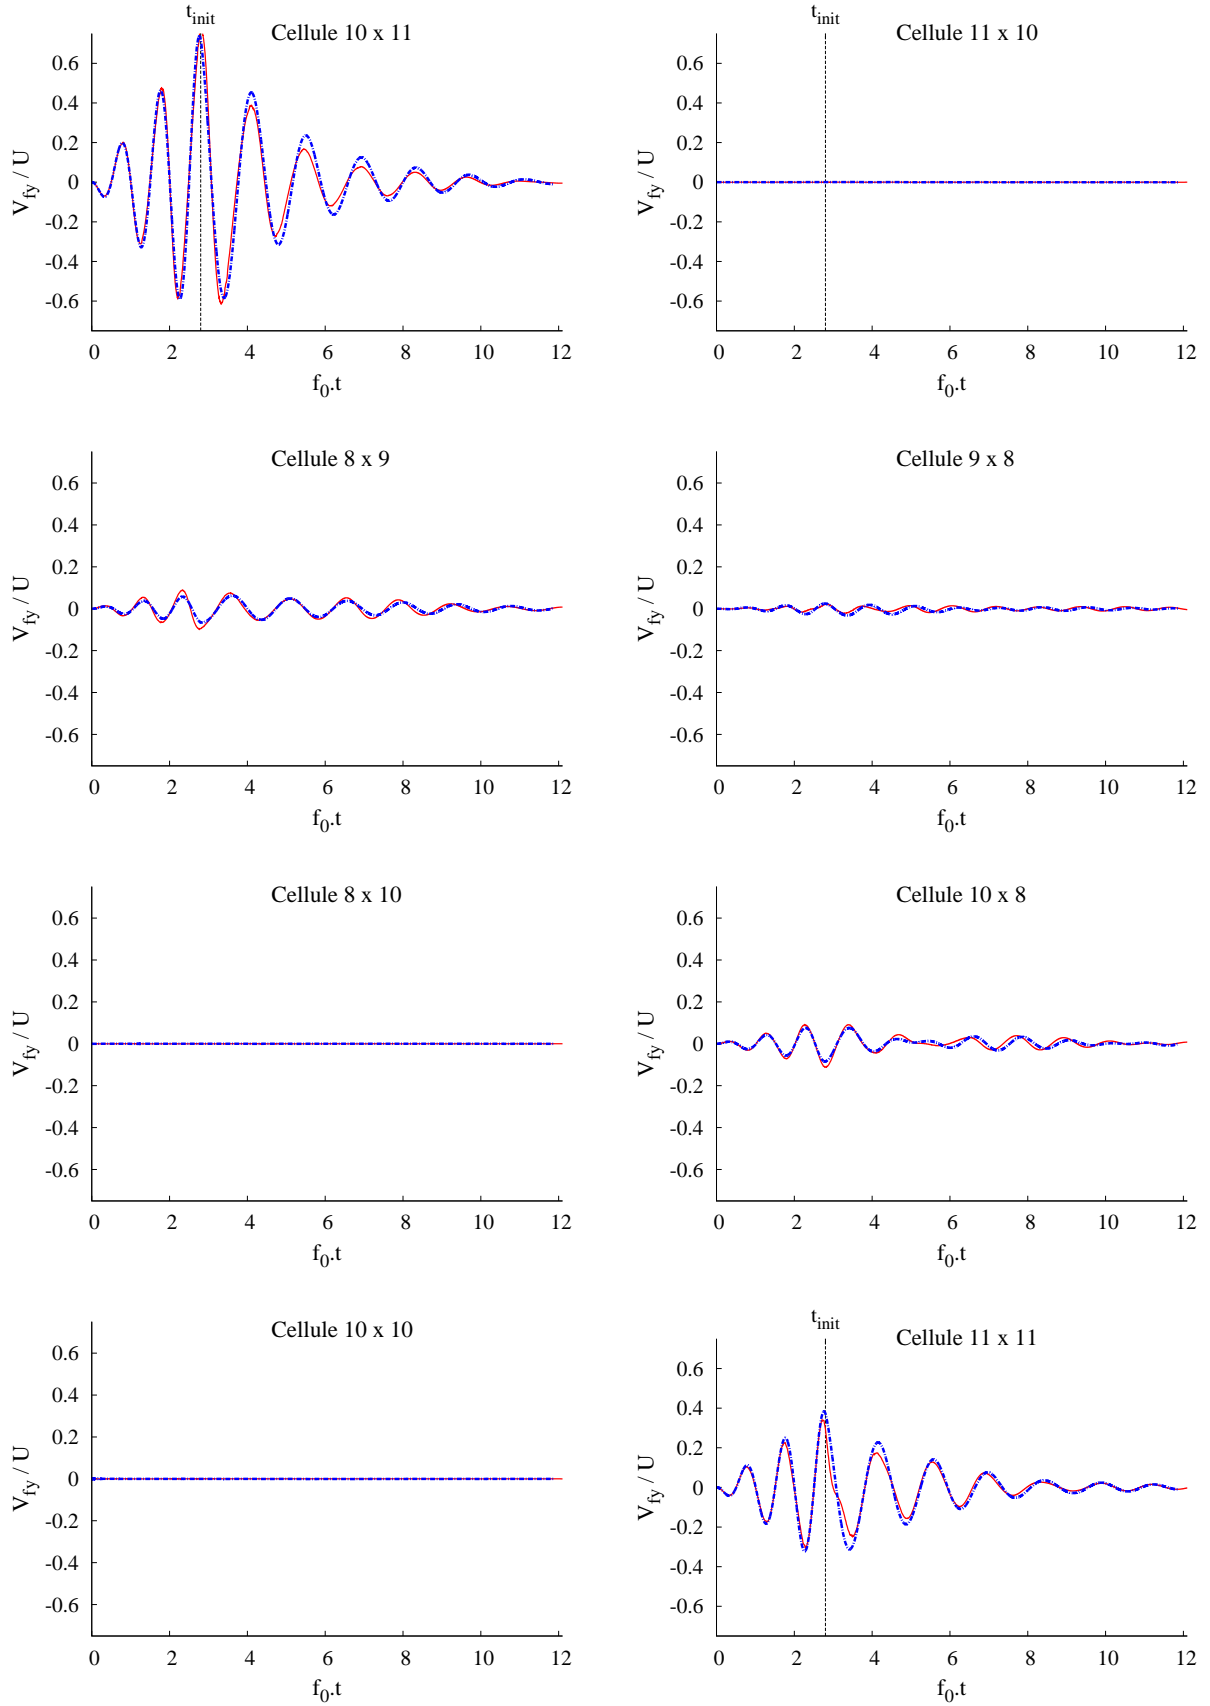 t_init
Cellule 10 x 11
V_fy / U
0.6
0.4
0.2
0
-0.2
-0.4
-0.6
0 2 4 6 8 10 12
f_0.t
t_init
Cellule 11 x 10
V_fy / U
0.6
0.4
0.2
0
-0.2
-0.4
-0.6
0 2 4 6 8 10 12
f_0.t
Cellule 8 x 9
V_fy / U
0.6
0.4
0.2
0
-0.2
-0.4
-0.6
0 2 4 6 8 10 12
f_0.t
Cellule 9 x 8
V_fy / U
0.6
0.4
0.2
0
-0.2
-0.4
-0.6
0 2 4 6 8 10 12
f_0.t
Cellule 8 x 10
V_fy / U
0.6
0.4
0.2
0
-0.2
-0.4
-0.6
0 2 4 6 8 10 12
f_0.t
Cellule 10 x 8
V_fy / U
0.6
0.4
0.2
0
-0.2
-0.4
-0.6
0 2 4 6 8 10 12
f_0.t
Cellule 10 x 10
V_fy / U
0.6
0.4
0.2
0
-0.2
-0.4
-0.6
0 2 4 6 8 10 12
f_0.t
t_init
Cellule 11 x 11
V_fy / U
0.6
0.4
0.2
0
-0.2
-0.4
-0.6
0 2 4 6 8 10 12
f_0.t